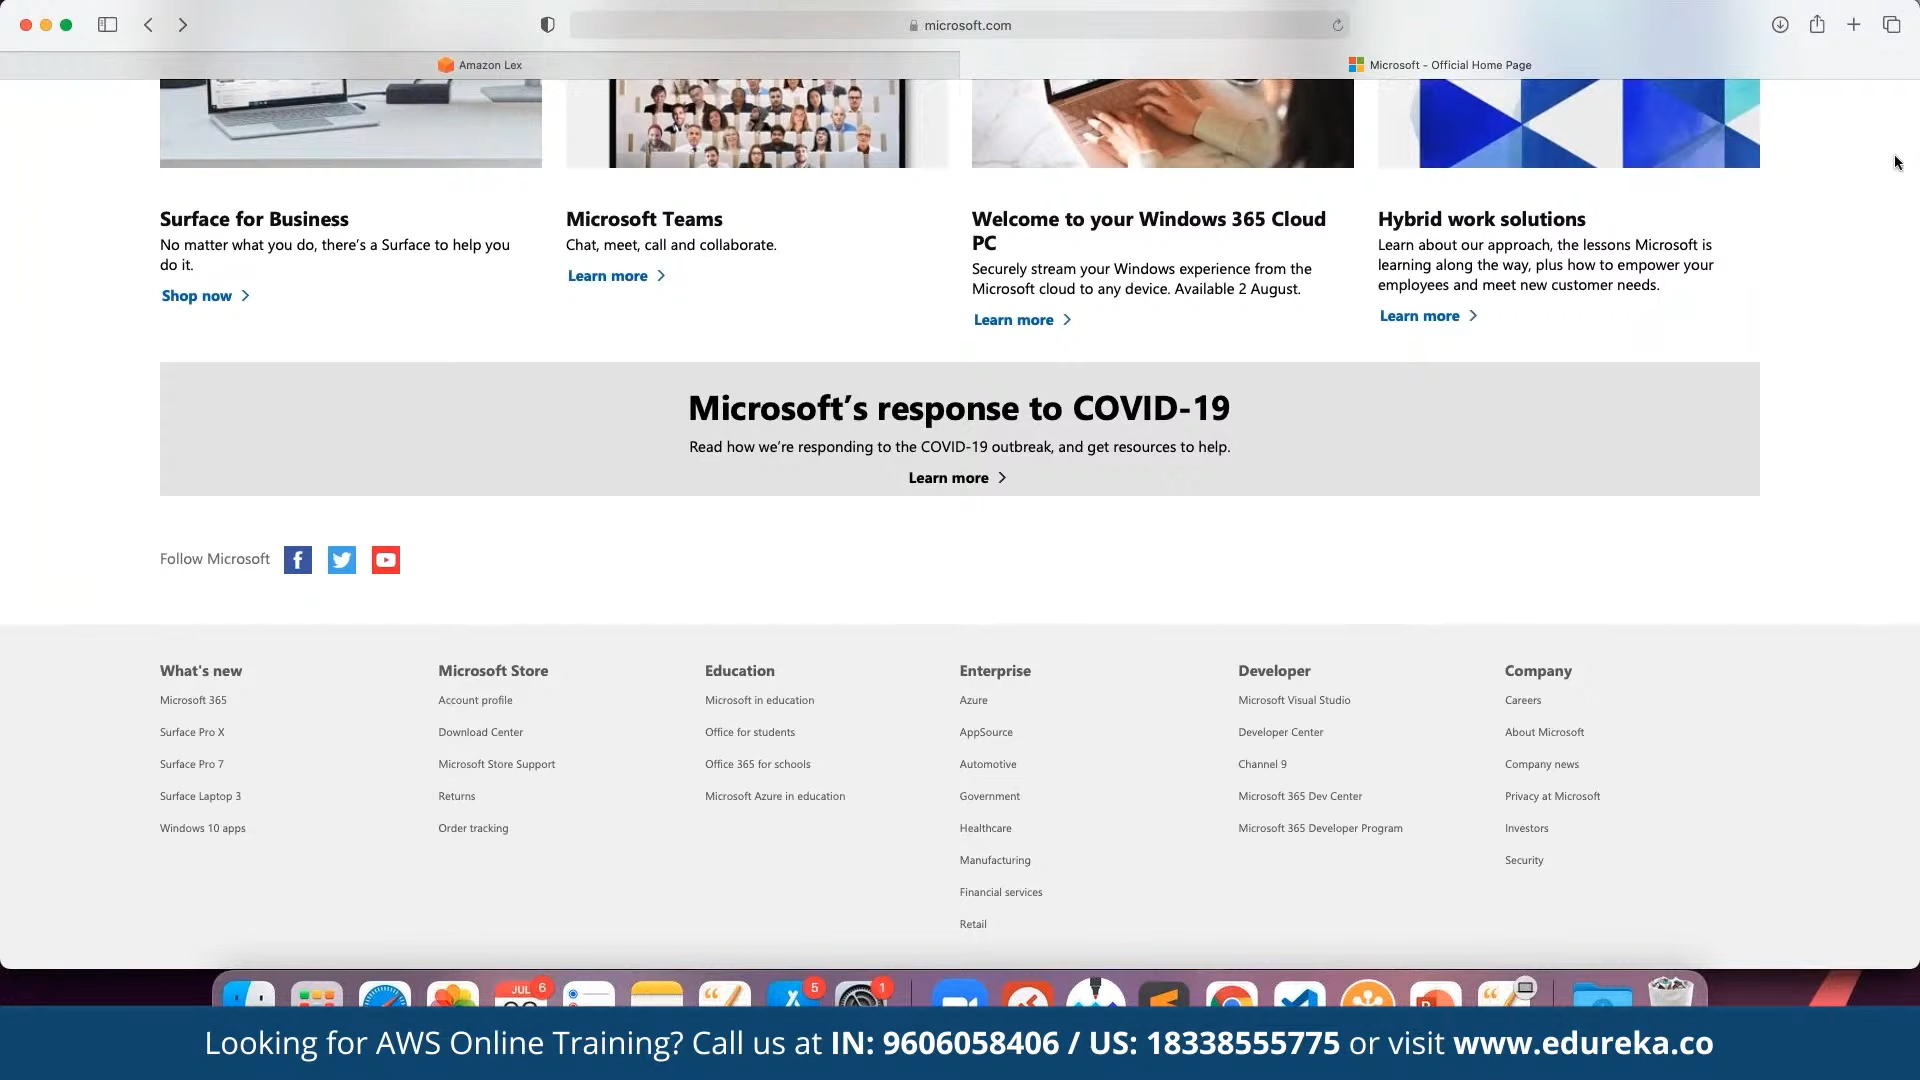 microsoft.com
Amazon Lex
Microsoft - Official Home Page
Surface for Business
No matter what you do, there’s a Surface to help you
do it.
Shop now
Microsoft Teams
Chat, meet, call and collaborate.
Learn more
Welcome to your Windows 365 Cloud
PC
Securely stream your Windows experience from the
Microsoft cloud to any device. Available 2 August.
Learn more
Hybrid work solutions
Learn about our approach, the lessons Microsoft is
learning along the way, plus how to empower your
employees and meet new customer needs.
Learn more
Microsoft’s response to COVID-19
Read how we’re responding to the COVID-19 outbreak, and get resources to help.
Learn more
Follow Microsoft
What's new
Microsoft 365
Surface Pro X
Surface Pro 7
Surface Laptop 3
Windows 10 apps
Microsoft Store
Account profile
Download Center
Microsoft Store Support
Returns
Order tracking
Education
Microsoft in education
Office for students
Office 365 for schools
Microsoft Azure in education
Enterprise
Azure
AppSource
Automotive
Government
Healthcare
Manufacturing
Financial services
Retail
Developer
Microsoft Visual Studio
Developer Center
Channel 9
Microsoft 365 Dev Center
Microsoft 365 Developer Program
Company
Careers
About Microsoft
Company news
Privacy at Microsoft
Investors
Security
JUL
6
5
1
Looking for AWS Online Training? Call us at IN: 9606058406 / US: 18338555775 or visit www.edureka.co